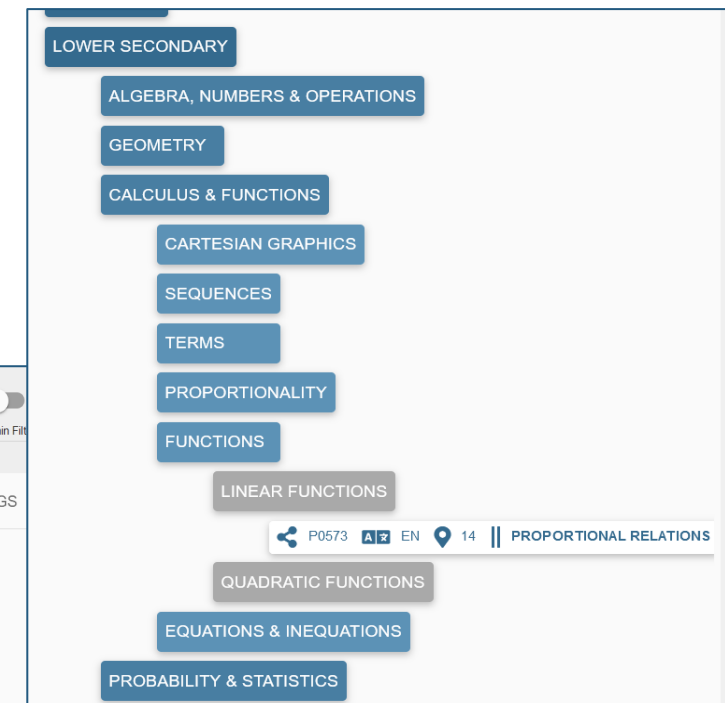 LOWER SECONDARY
ALGEBRA, NUMBERS & OPERATIONS
GEOMETRY
CALCULUS & FUNCTIONS
CARTESIAN GRAPHICS
SEQUENCES
TERMS
PROPORTIONALITY
FUNCTIONS
LINEAR FUNCTIONS
P0573 EN 14 || PROPORTIONAL RELATIONS
QUADRATIC FUNCTIONS
EQUATIONS & INEQUATIONS
PROBABILITY & STATISTICS